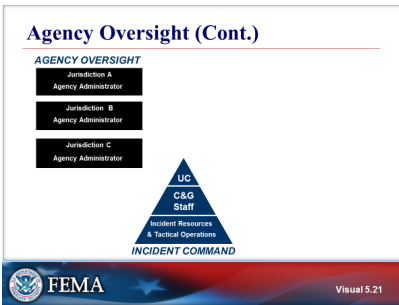 Agency Oversight (Cont.)
AGENCY OVERSIGHT
Jurisdiction A
Agency Administrator
Jurisdiction B
Agency Administrator
Jurisdiction C
Agency Administrator
UC
C&G
Staff
Incident Resources
& Tactical Operations
INCIDENT COMMAND
FEMA
Visual 5.21